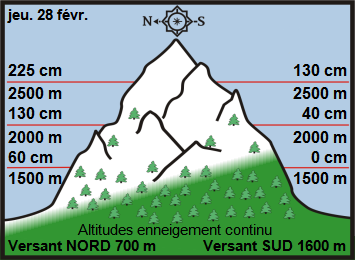 jeu. 28 févr.
N S
225 cm 130 cm
2500 m 2500 m
130 cm 40 cm
2000 m 2000 m
60 cm 0 cm
1500 m 1500 m
Altitudes enneigement continu
Versant NORD 700 m Versant SUD 1600 m